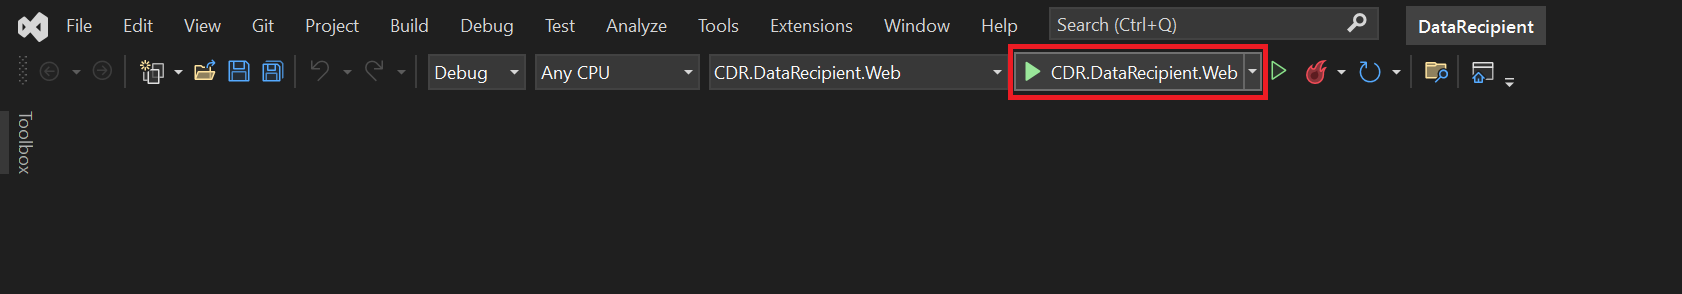 File Edit View Git Project Build Debug Test Analyze Tools Extensions Window Help Search (Ctrl+Q) DataRecipient
Debug Any CPU CDR.DataRecipient.Web CDR.DataRecipient.Web
Toolbox